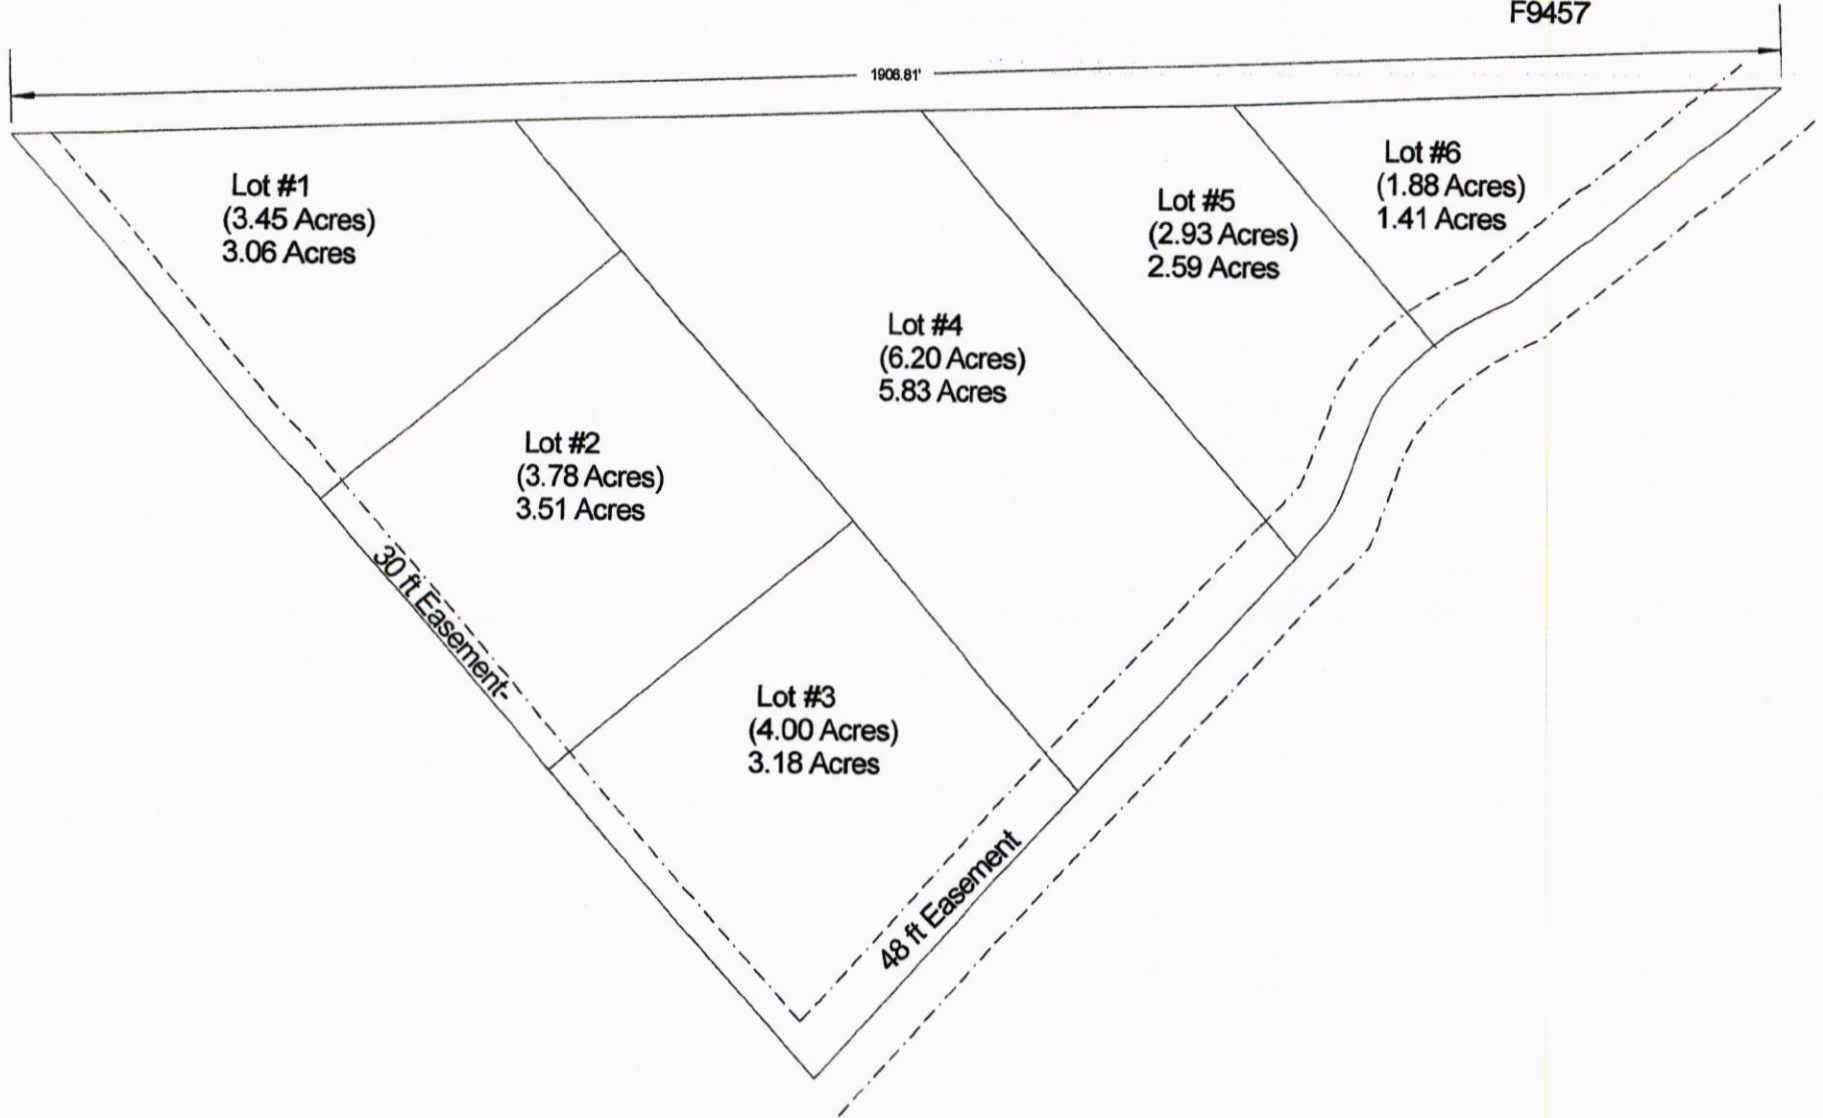 F9457
1906.81'
Lot #1
(3.45 Acres)
3.06 Acres
Lot #6
(1.88 Acres)
1.41 Acres
Lot #5
(2.93 Acres)
2.59 Acres
Lot #4
(6.20 Acres)
5.83 Acres
Lot #2
(3.78 Acres)
3.51 Acres
30 ft Easement-
Lot #3
(4.00 Acres)
3.18 Acres
48 ft Easement